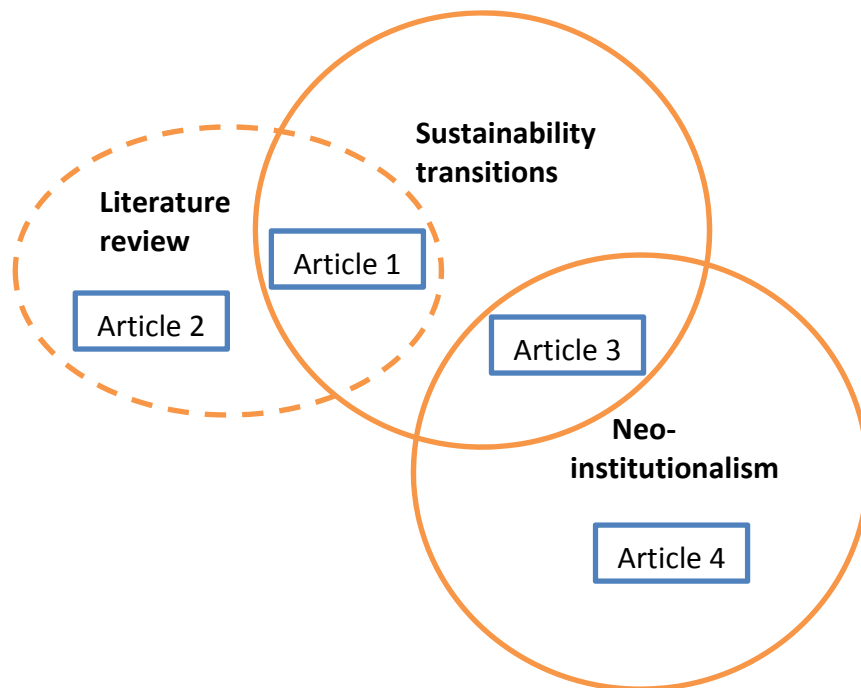 Sustainability
transitions
Literature
review
Article 1
Article 2
Article 3
Neo-
institutionalism
Article 4